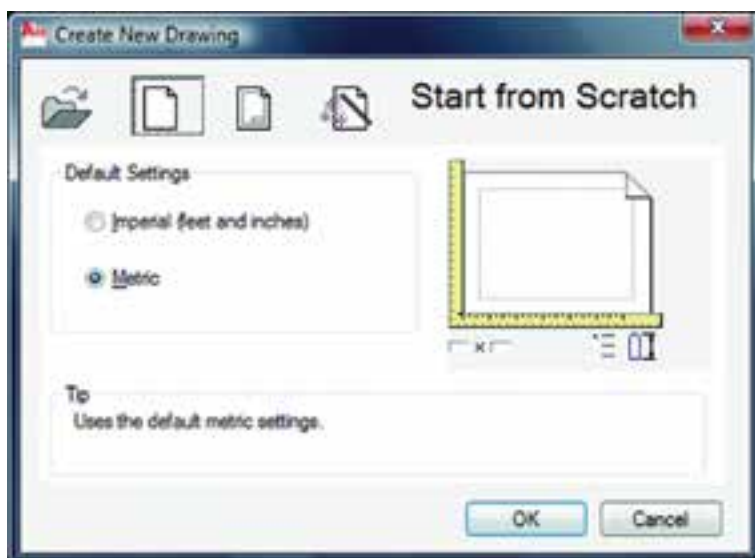 Create New Drawing
Start from Scratch
Default Settings
Imperial (feet and inches)
Metric
Tip
Uses the default metric settings.
OK
Cancel